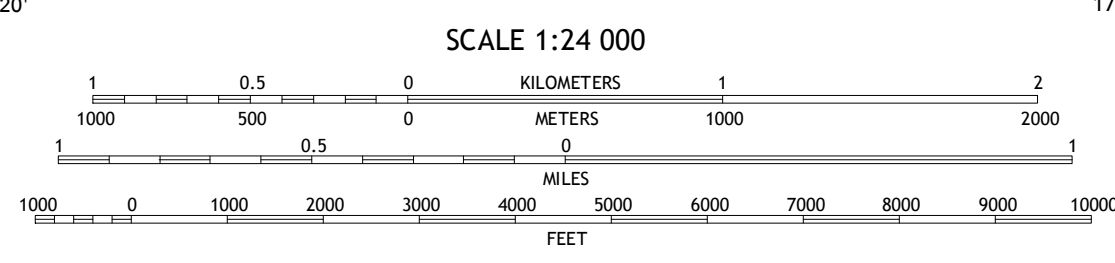 20' 17
SCALE 1:24 000
1 0.5 0 KILOMETERS 1 2
1000 500 0 METERS 1000 2000
1 0.5 0 1
MILES
1000 0 1000 2000 3000 4000 5000 6000 7000 8000 9000 10000
FEET